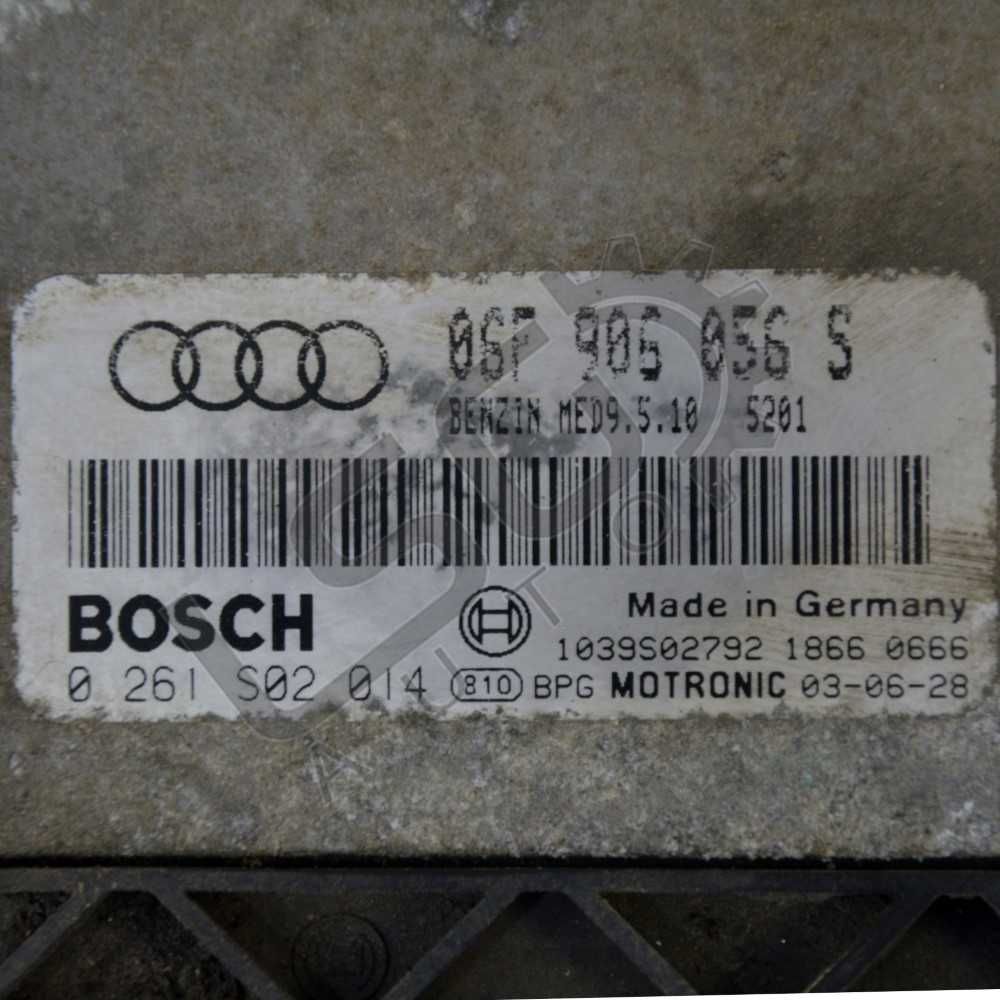 06F 906 056 S
BENZIN MED9.5.10 5201
BOSCH
Made in Germany
1039S02792 1866 0666
0 261 S02 014 810 BPG MOTRONIC 03-06-28